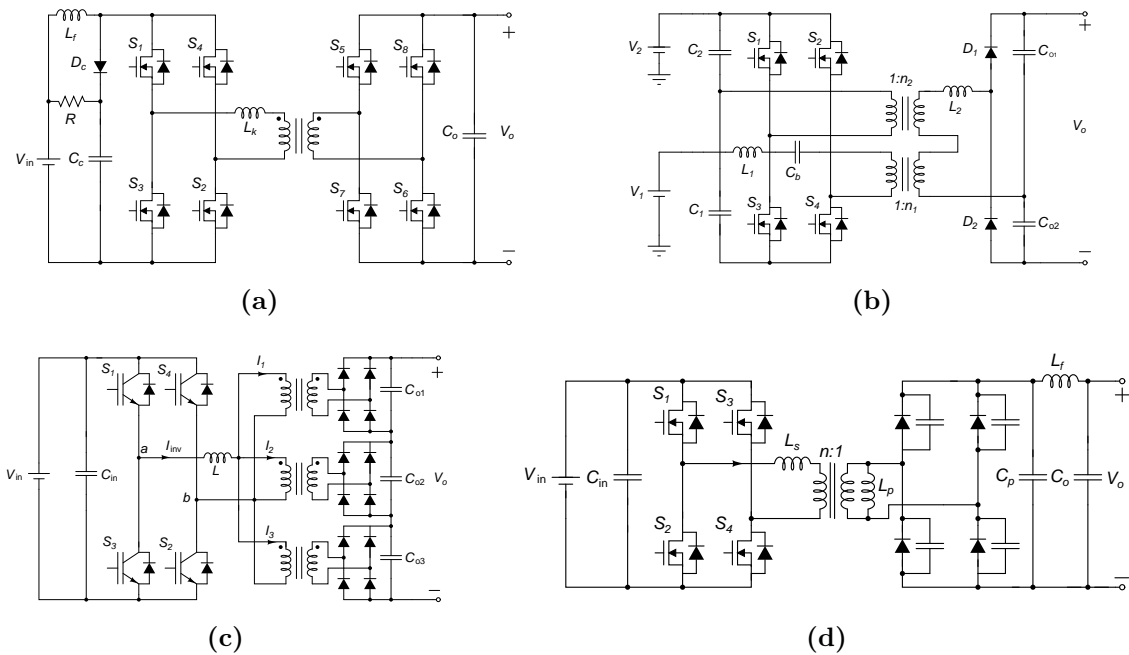 L_f
D_c
R
V_in
C_c
S_1
S_4
S_3
S_2
L_k
S_5
S_8
S_7
S_6
C_o
V_o
+
−
(a)
V_2
V_1
C_2
C_1
S_1
S_2
S_3
S_4
L_1
C_b
1:n_2
1:n_1
L_2
D_1
D_2
C_o1
C_o2
V_o
+
−
(b)
V_in
C_in
S_1
S_4
S_3
S_2
a
I_inv
b
L
I_1
I_2
I_3
C_o1
C_o2
C_o3
V_o
+
−
(c)
V_in
C_in
S_1
S_3
S_2
S_4
L_s
n:1
L_p
C_p
L_f
C_o
V_o
+
−
(d)